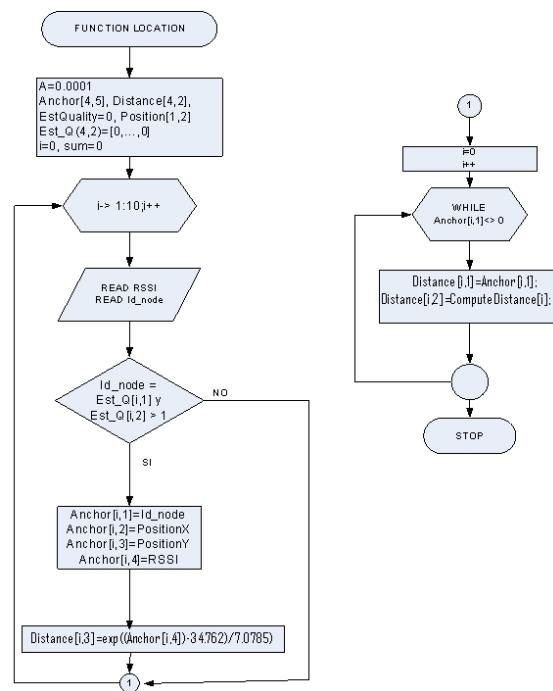 FUNCTION LOCATION
A=0.0001
Anchor[4,5], Distance[4,2],
EstQuality=0, Position[1,2]
Est_Q(4,2)=[0,...,0]
i=0, sum=0
i-> 1:10,i++
READ RSSI
READ Id_node
Id_node =
Est_Q[i,1] y
Est_Q[i,2] > 1
NO
SI
Anchor[i,1]=Id_node
Anchor[i,2]=PositionX
Anchor[i,3]=PositionY
Anchor[i,4]=RSSI
Distance[i,3]=exp((Anchor[i,4])-34.762)/7.0785)
1
1
i=0
i++
WHILE
Anchor[i,1]<> 0
Distance[i,1]=Anchor[i,1];
Distance[i,2]=ComputeDistance[i];
STOP